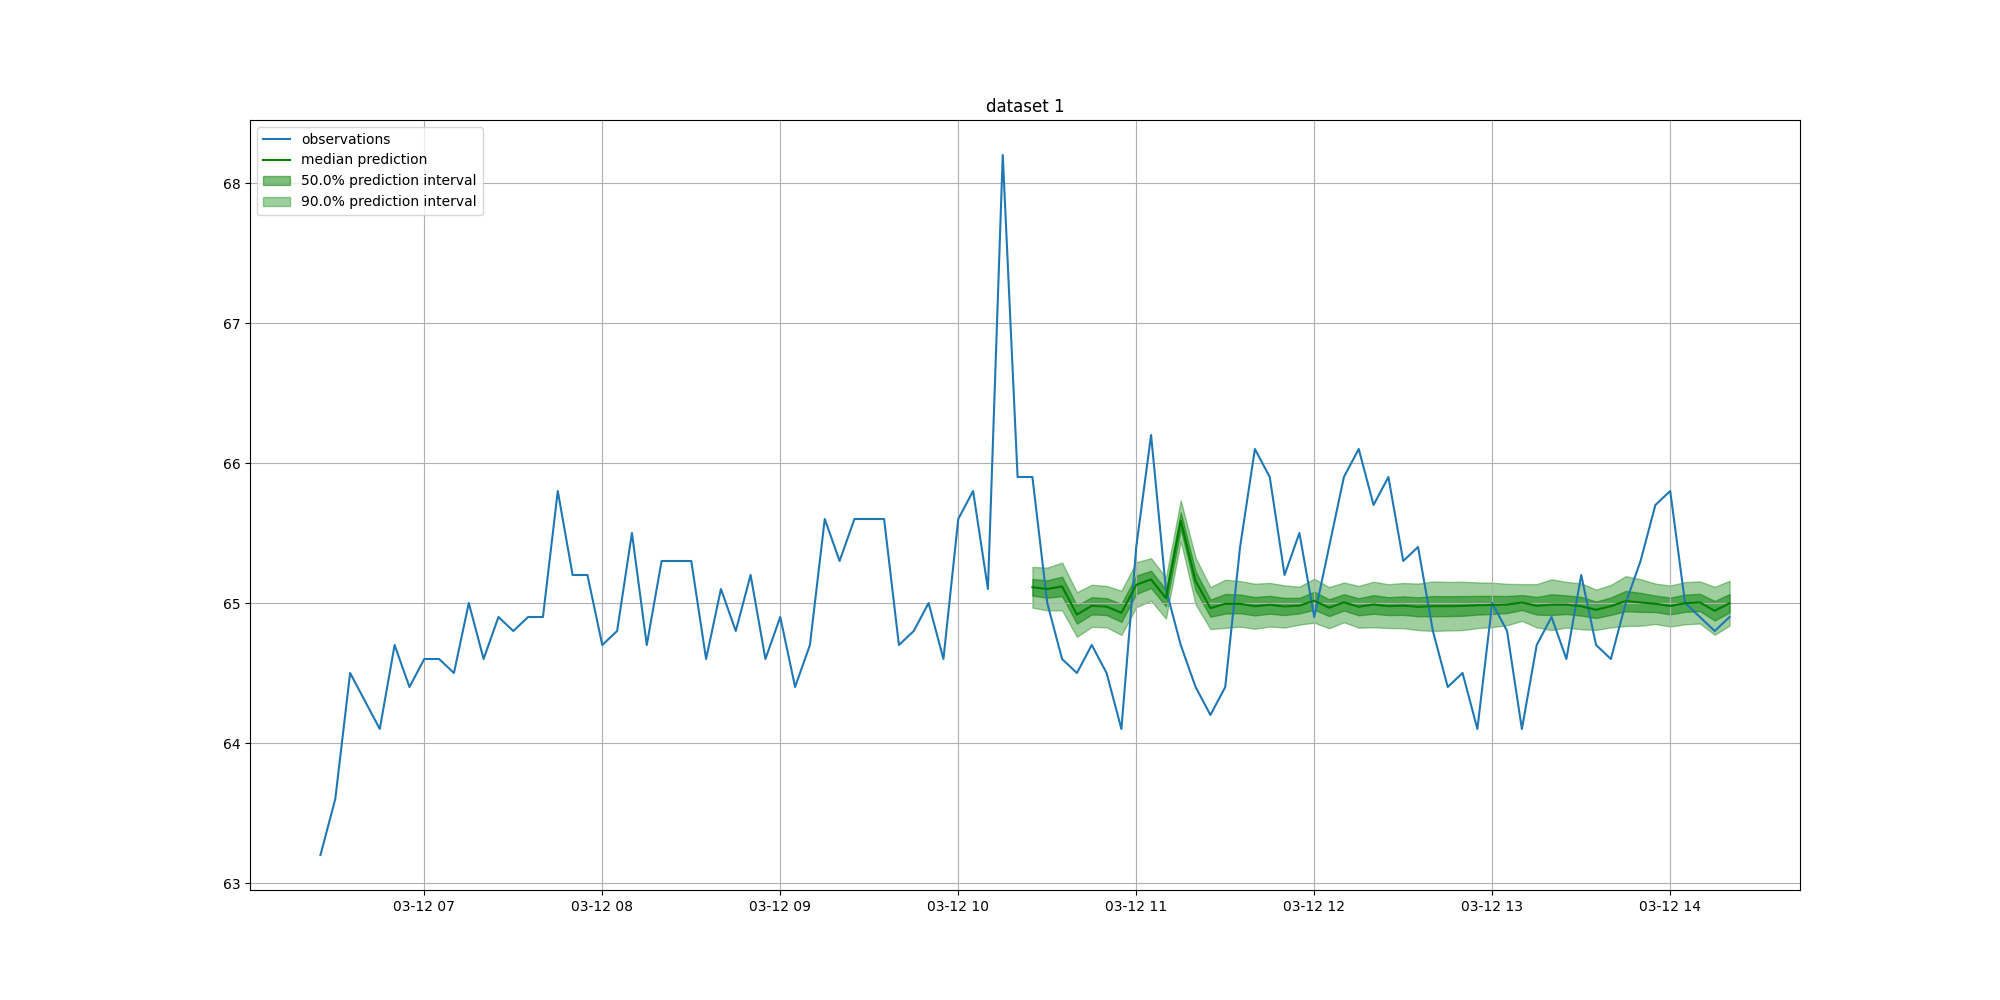 dataset 1
observations
median prediction
50.0% prediction interval
90.0% prediction interval
68
67
66
65
64
63
03-12 07
03-12 08
03-12 09
03-12 10
03-12 11
03-12 12
03-12 13
03-12 14